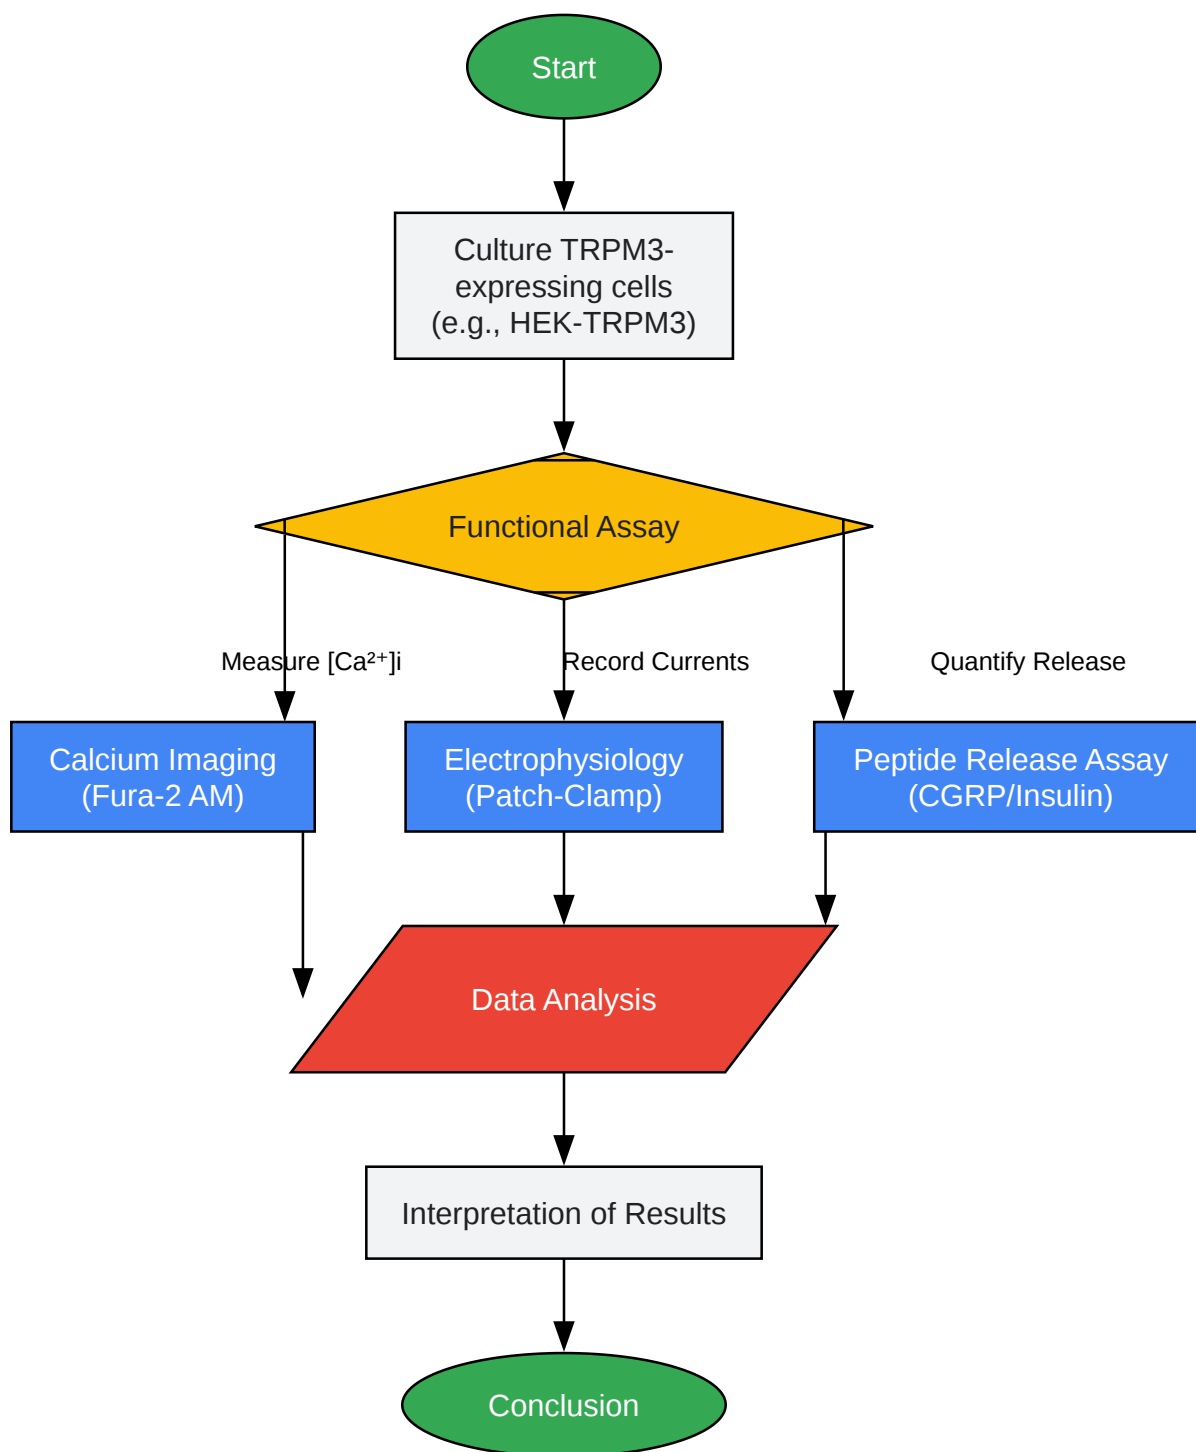 Start
Culture TRPM3-
expressing cells
(e.g., HEK-TRPM3)
Functional Assay
Measure [Ca²⁺]i
Record Currents
Quantify Release
Calcium Imaging
(Fura-2 AM)
Electrophysiology
(Patch-Clamp)
Peptide Release Assay
(CGRP/Insulin)
Data Analysis
Interpretation of Results
Conclusion